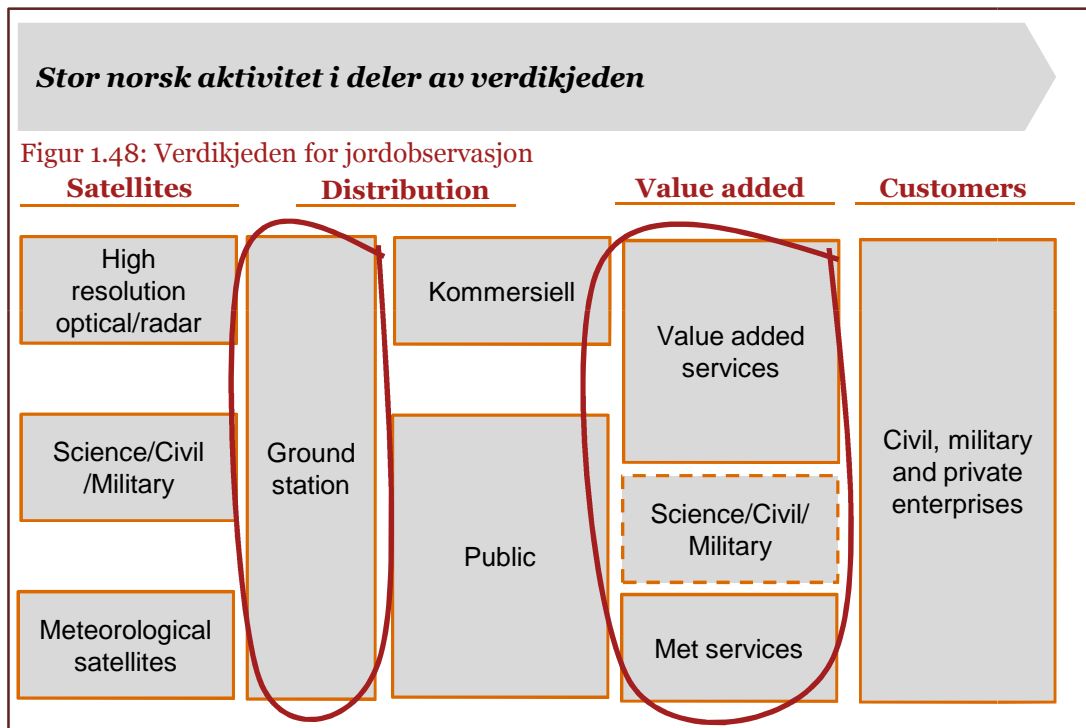 Stor norsk aktivitet i deler av verdikjeden
Figur 1.48: Verdikjeden for jordobservasjon
Satellites
Distribution
Value added
Customers
High
resolution
optical/radar
Science/Civil
/Military
Meteorological
satellites
Ground
station
Kommersiell
Public
Value added
services
Science/Civil/
Military
Met services
Civil, military
and private
enterprises